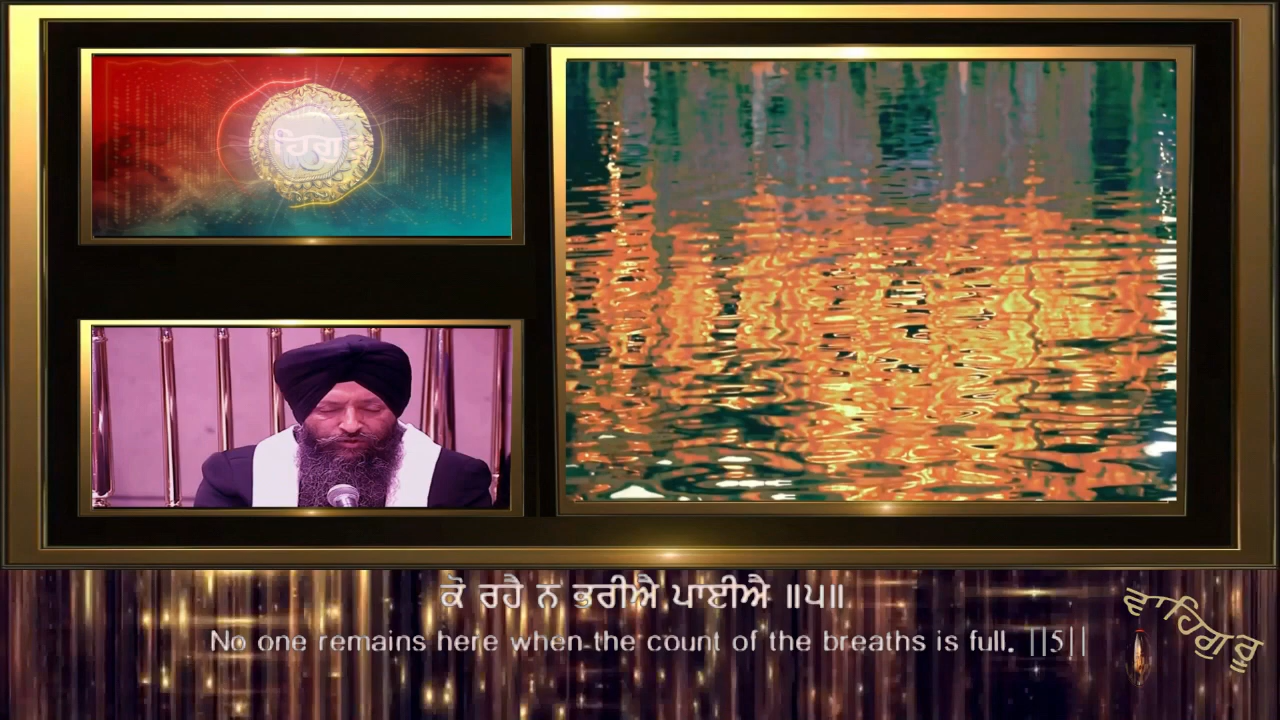 ਹਿਗੁ
ਕੋ ਰਹੈ ਨ ਭਰੀਐ ਪਾਈਐ ॥੫॥
No one remains here when the count of the breaths is full. ||5||
ਵਾਹਿਗੁਰੂ